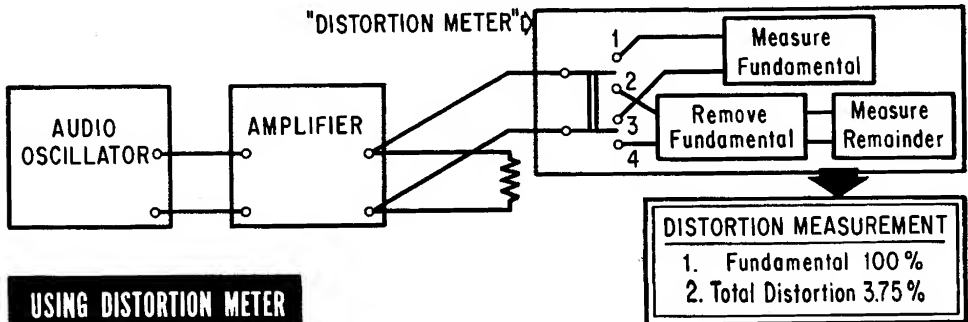 "DISTORTION METER"
1
Measure
Fundamental
2
AUDIO
OSCILLATOR
AMPLIFIER
Remove
Fundamental
Measure
Remainder
3
4
DISTORTION MEASUREMENT
1. Fundamental 100%
2. Total Distortion 3.75%
USING DISTORTION METER